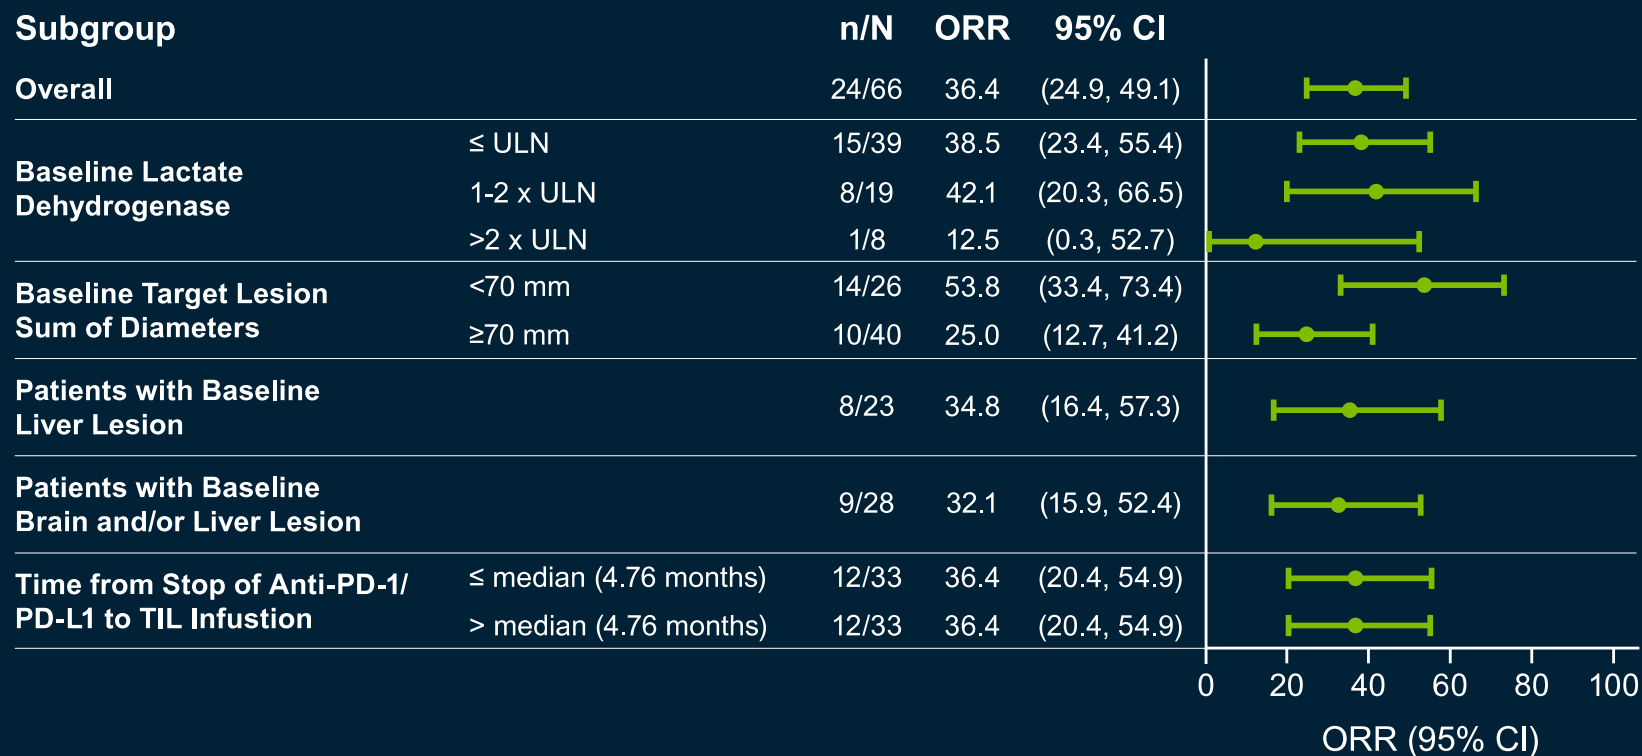 Subgroup n/N ORR 95% CI
Overall 24/66 36.4 (24.9, 49.1)
Baseline Lactate
Dehydrogenase
≤ ULN 15/39 38.5 (23.4, 55.4)
1-2 x ULN 8/19 42.1 (20.3, 66.5)
>2 x ULN 1/8 12.5 (0.3, 52.7)
Baseline Target Lesion
Sum of Diameters
<70 mm 14/26 53.8 (33.4, 73.4)
≥70 mm 10/40 25.0 (12.7, 41.2)
Patients with Baseline
Liver Lesion
8/23 34.8 (16.4, 57.3)
Patients with Baseline
Brain and/or Liver Lesion
9/28 32.1 (15.9, 52.4)
Time from Stop of Anti-PD-1/
PD-L1 to TIL Infustion
≤ median (4.76 months) 12/33 36.4 (20.4, 54.9)
> median (4.76 months) 12/33 36.4 (20.4, 54.9)
0 20 40 60 80 100
ORR (95% CI)